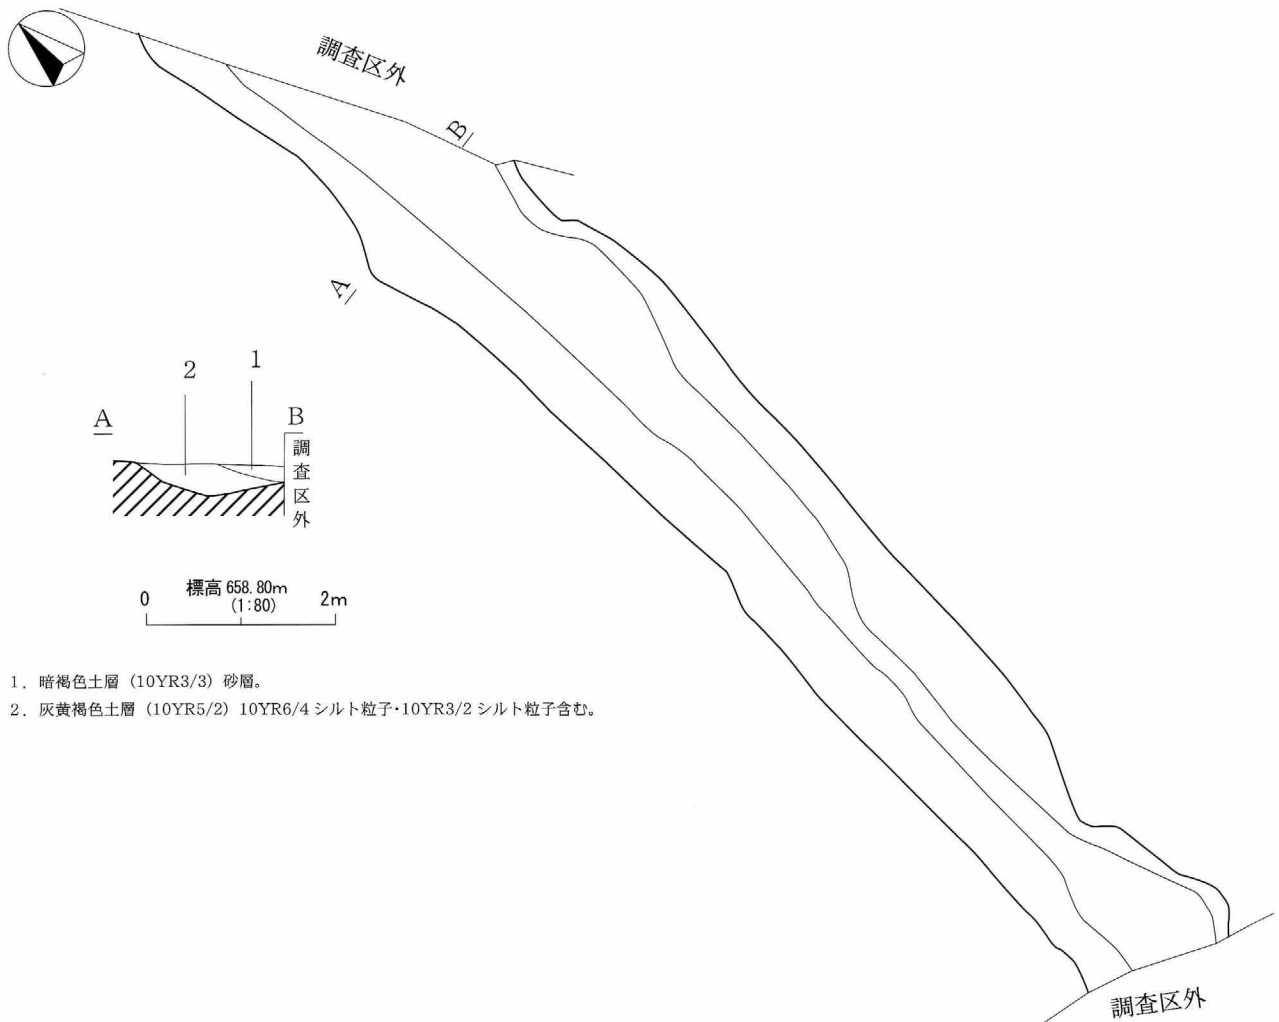 調査区外
B
A
2
1
A
B
調査区外
標高 658.80m
(1:80)
0
2m
1. 暗褐色土層 (10YR3/3) 砂層。
2. 灰黄褐色土層 (10YR5/2) 10YR6/4 シルト粒子・10YR3/2 シルト粒子含む。
調査区外